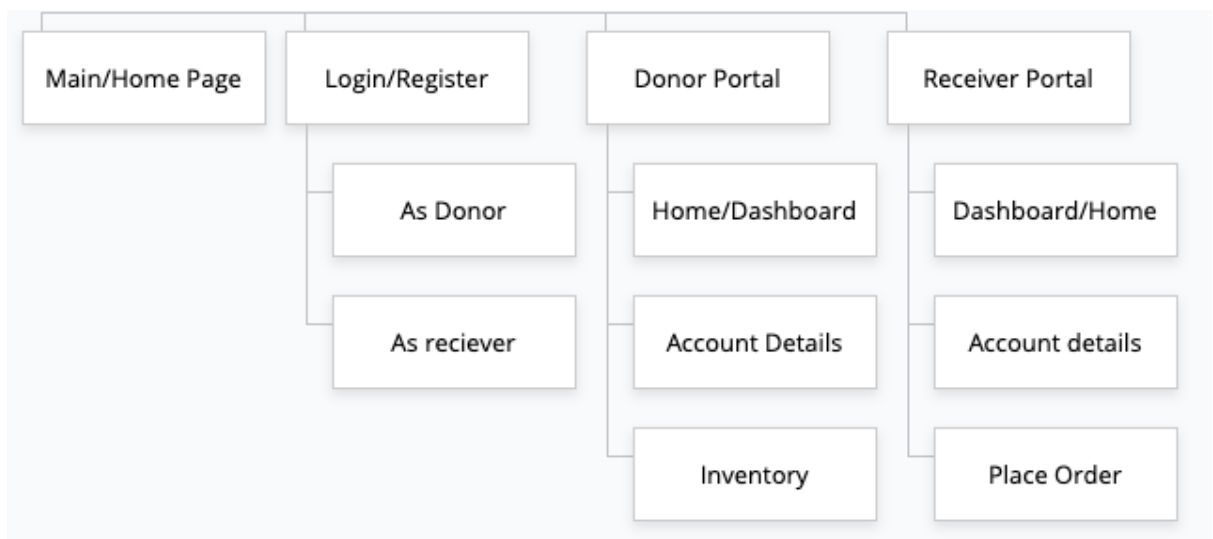 Main/Home Page
Login/Register
Donor Portal
Receiver Portal
As Donor
Home/Dashboard
Dashboard/Home
As reciever
Account Details
Account details
Inventory
Place Order